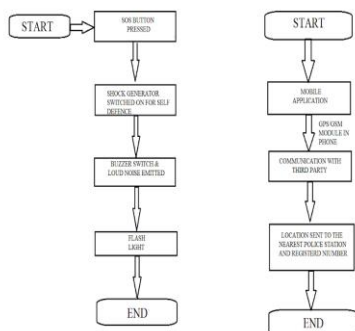 START
SOS BUTTON
PRESSED
SHOCK GENERATOR
SWITCHED ON FOR SELF
DEFENCE
BUZZER SWITCH &
LOUD NOISE EMITTED
FLASH
LIGHT
END
START
MOBILE
APPLICATION
GPS/GSM
MODULE IN
PHONE
COMMUNICATION WITH
THIRD PARTY
LOCATION SENT TO THE
NEAREST POLICE STATION
AND REGISTERD NUMBER
END